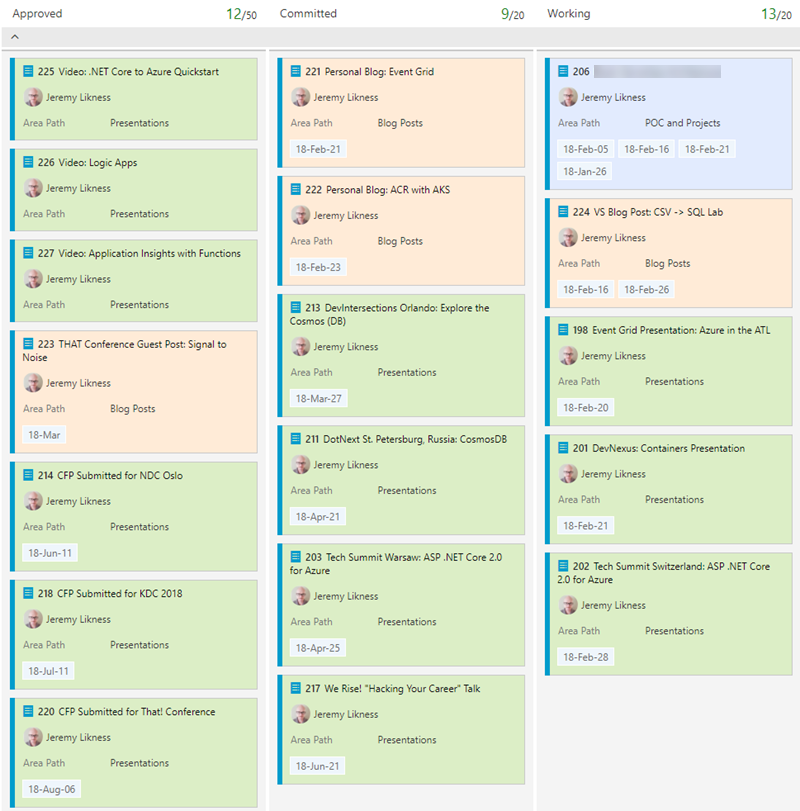 Approved 12/50
225 Video: .NET Core to Azure Quickstart
Jeremy Likness
Area Path Presentations
226 Video: Logic Apps
Jeremy Likness
Area Path Presentations
227 Video: Application Insights with Functions
Jeremy Likness
Area Path Presentations
223 THAT Conference Guest Post: Signal to
Noise
Jeremy Likness
Area Path Blog Posts
18-Mar
214 CFP Submitted for NDC Oslo
Jeremy Likness
Area Path Presentations
18-Jun-11
218 CFP Submitted for KDC 2018
Jeremy Likness
Area Path Presentations
18-Jul-11
220 CFP Submitted for That! Conference
Jeremy Likness
Area Path Presentations
18-Aug-06
Committed 9/20
221 Personal Blog: Event Grid
Jeremy Likness
Area Path Blog Posts
18-Feb-21
222 Personal Blog: ACR with AKS
Jeremy Likness
Area Path Blog Posts
18-Feb-23
213 DevIntersections Orlando: Explore the
Cosmos (DB)
Jeremy Likness
Area Path Presentations
18-Mar-27
211 DotNext St. Petersburg, Russia: CosmosDB
Jeremy Likness
Area Path Presentations
18-Apr-21
203 Tech Summit Warsaw: ASP .NET Core 2.0
for Azure
Jeremy Likness
Area Path Presentations
18-Apr-25
217 We Rise! "Hacking Your Career" Talk
Jeremy Likness
Area Path Presentations
18-Jun-21
Working 13/20
206
Jeremy Likness
Area Path POC and Projects
18-Feb-05 18-Feb-16 18-Feb-21
18-Jan-26
224 VS Blog Post: CSV -> SQL Lab
Jeremy Likness
Area Path Blog Posts
18-Feb-16 18-Feb-26
198 Event Grid Presentation: Azure in the ATL
Jeremy Likness
Area Path Presentations
18-Feb-20
201 DevNexus: Containers Presentation
Jeremy Likness
Area Path Presentations
18-Feb-21
202 Tech Summit Switzerland: ASP .NET Core
2.0 for Azure
Jeremy Likness
Area Path Presentations
18-Feb-28